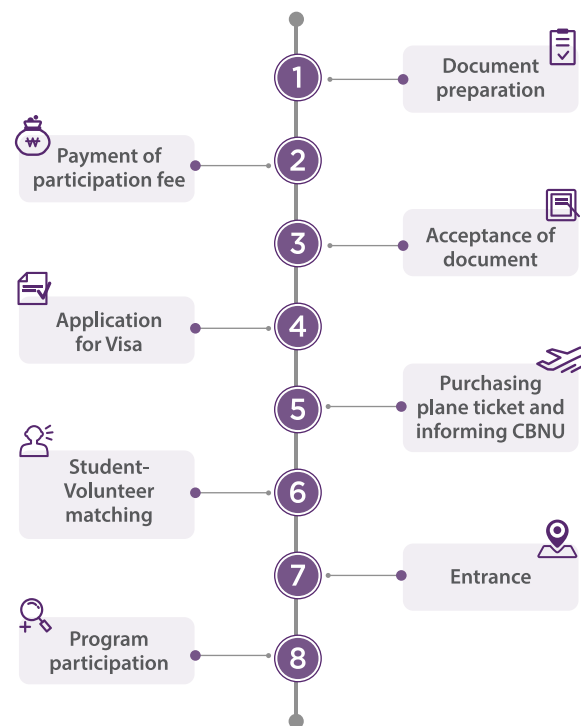 1
Document
preparation
₩
Payment of
participation fee
2
3
Acceptance of
document
Application
for Visa
4
5
Purchasing
plane ticket and
informing CBNU
Student-
Volunteer
matching
6
7
Entrance
Program
participation
8